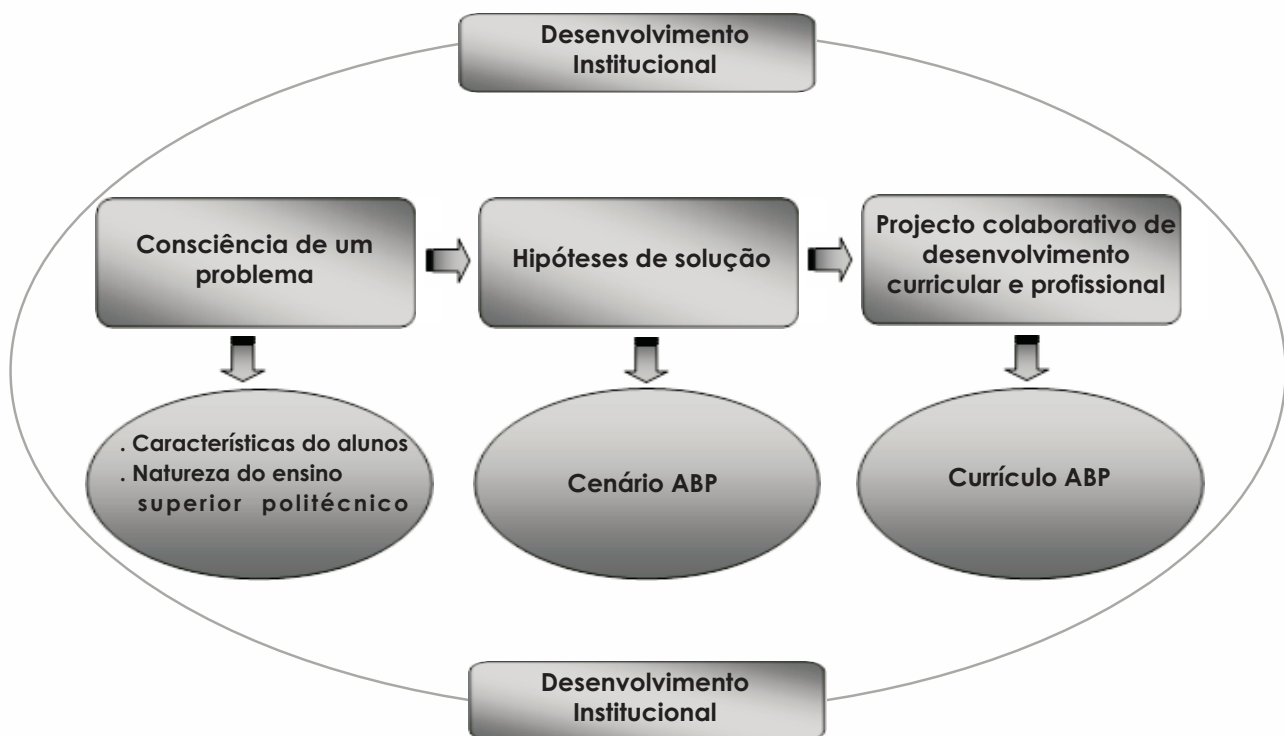 Desenvolvimento
Institucional
Consciência de um
problema
Hipóteses de solução
Projecto colaborativo de
desenvolvimento
curricular e profissional
. Características do alunos
. Natureza do ensino
superior politécnico
Cenário ABP
Currículo ABP
Desenvolvimento
Institucional